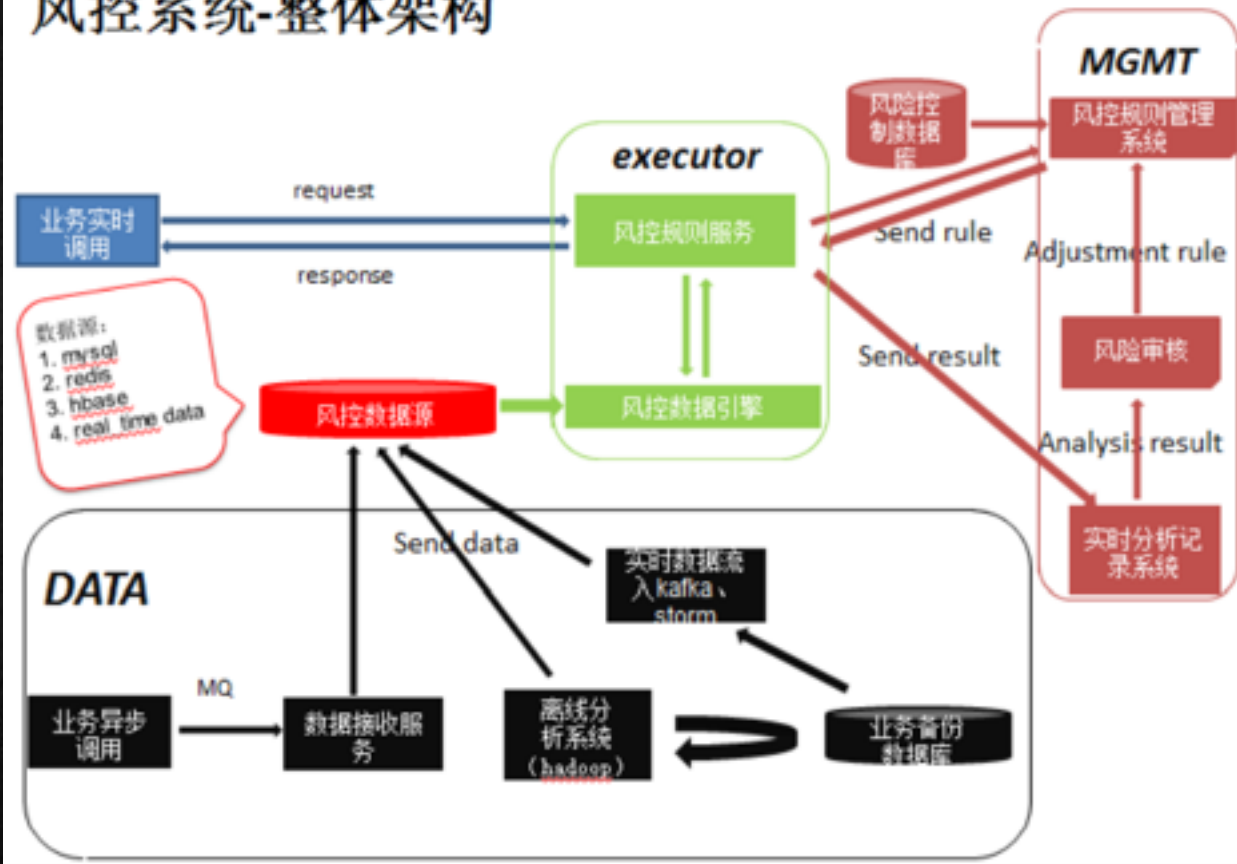 风控系统-整体架构
MGMT
风险控
制数据
库
风控规则管理
系统
executor
request
业务实时
调用
风控规则服务
response
Send rule
Adjustment rule
数据源：
1. mysql
2. redis
3. hbase
4. real time data
风控数据源
风控数据引擎
Send result
风险审核
Analysis result
实时分析记
录系统
Send data
DATA
实时数据流
入kafka、
storm
MQ
业务异步
调用
数据接收服
务
离线分
析系统
（hadoop）
业务备份
数据库